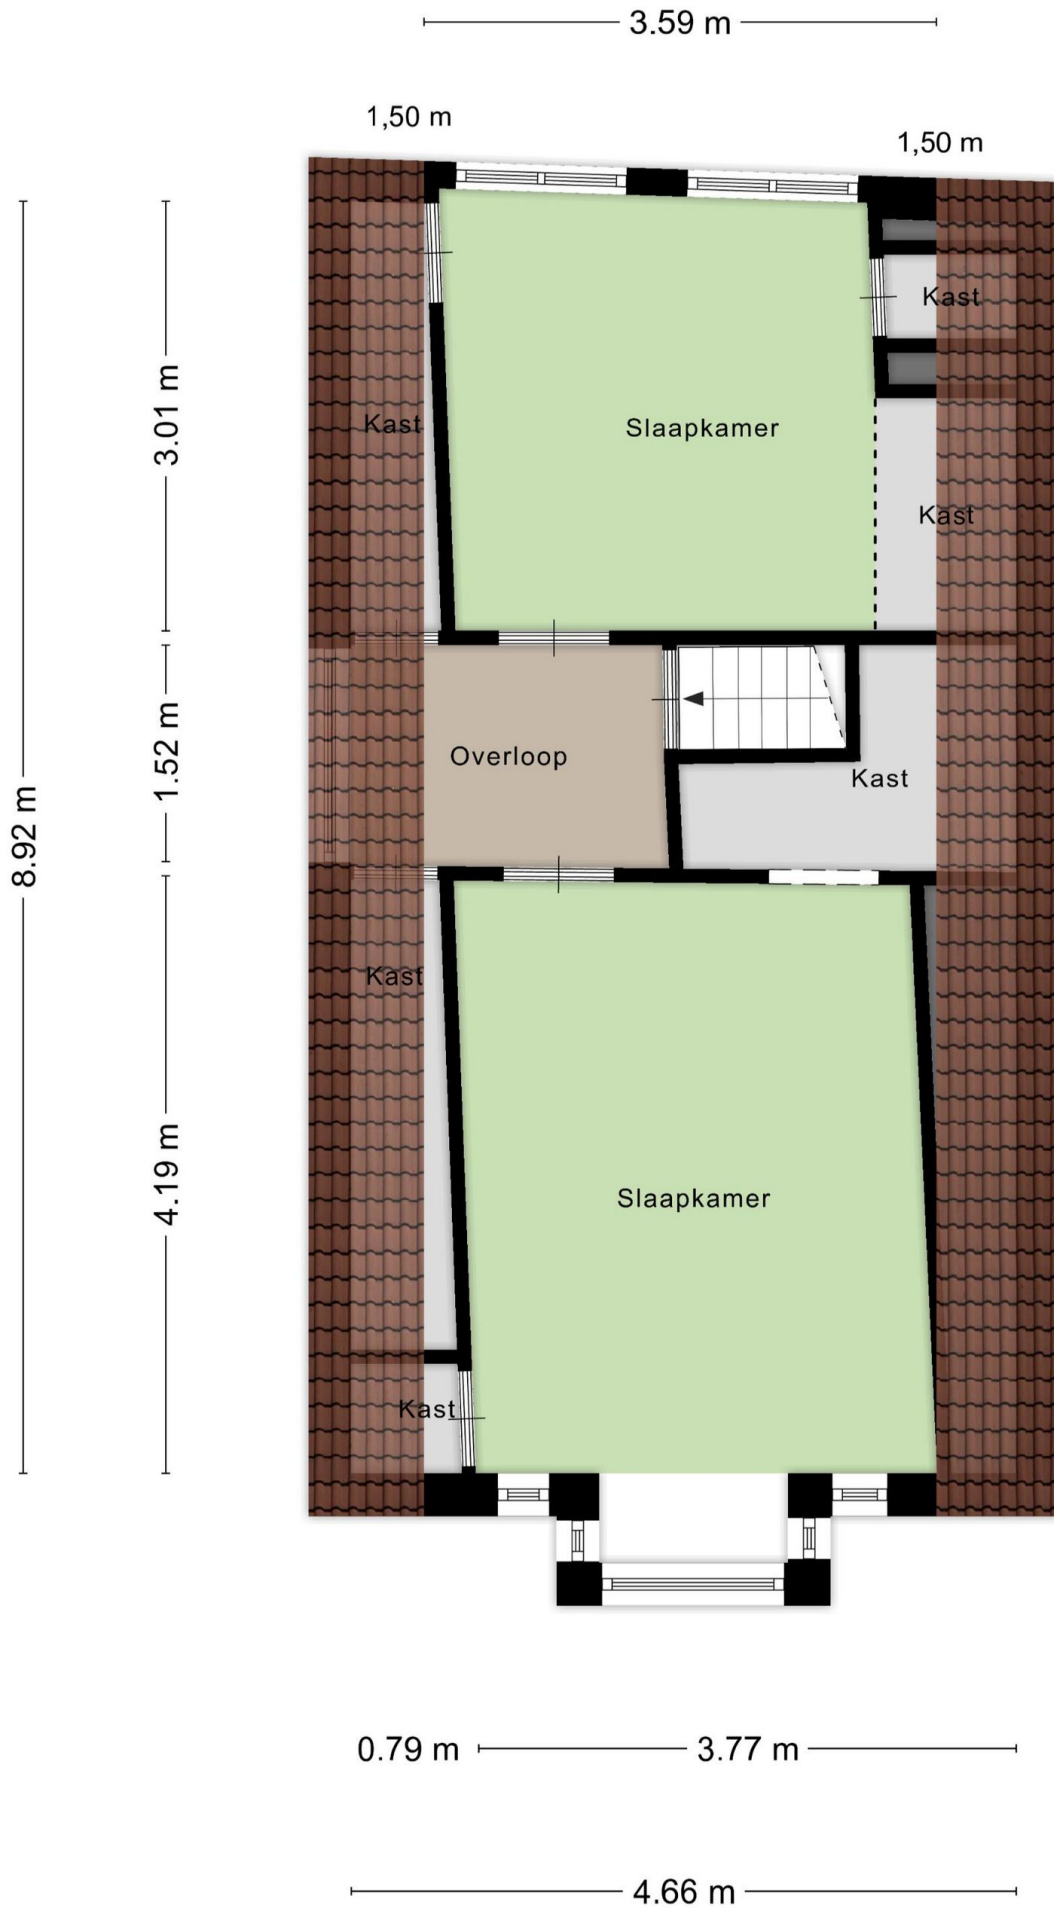 3.59 m
1,50 m
1,50 m
Kast
3.01 m
Kast
Slaapkamer
Kast
1.52 m
Overloop
Kast
8.92 m
Kast
4.19 m
Slaapkamer
Kast
0.79 m
3.77 m
4.66 m